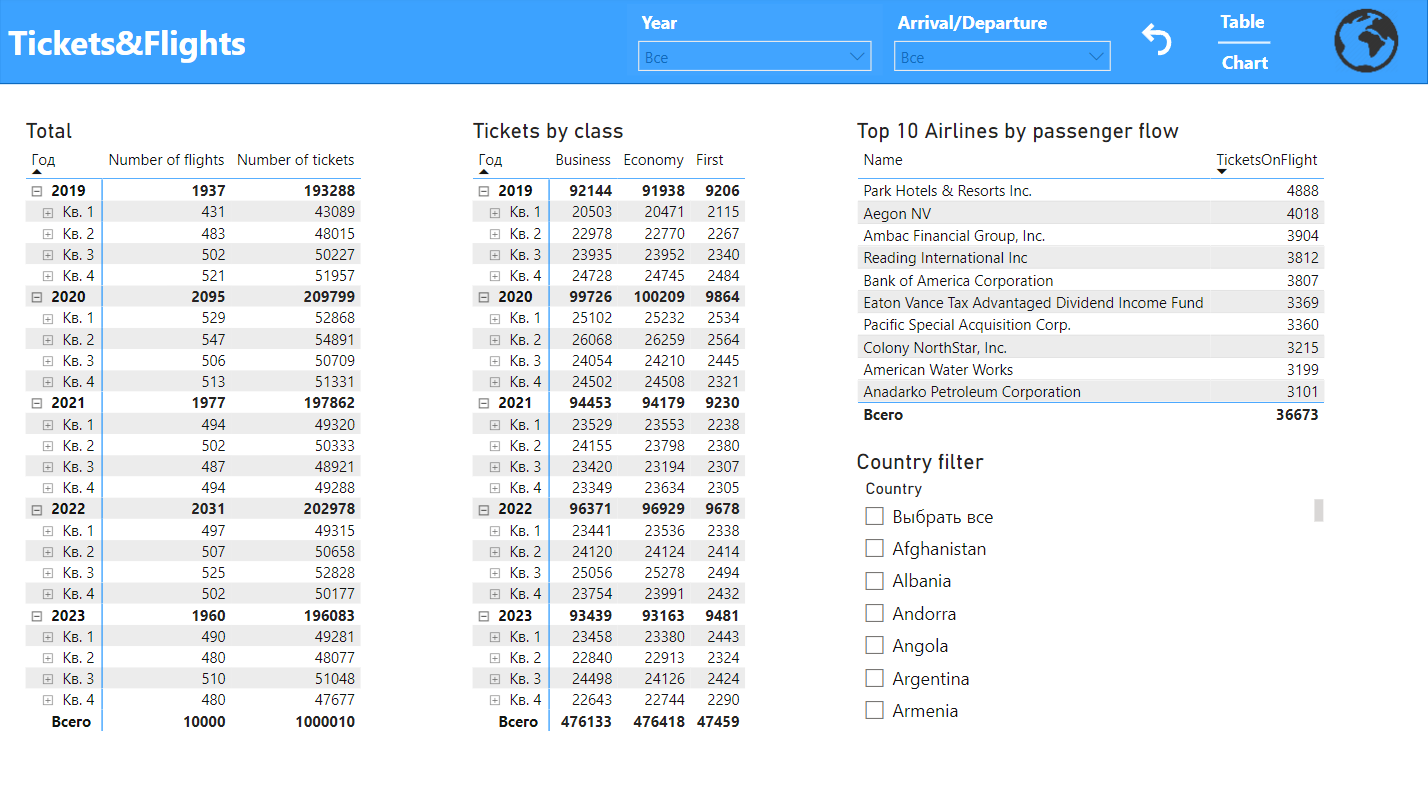 Tickets&Flights
Year
Все
Arrival/Departure
Все
Table
Chart
Total
Год Number of flights Number of tickets
2019 1937 193288
Кв. 1 431 43089
Кв. 2 483 48015
Кв. 3 502 50227
Кв. 4 521 51957
2020 2095 209799
Кв. 1 529 52868
Кв. 2 547 54891
Кв. 3 506 50709
Кв. 4 513 51331
2021 1977 197862
Кв. 1 494 49320
Кв. 2 502 50333
Кв. 3 487 48921
Кв. 4 494 49288
2022 2031 202978
Кв. 1 497 49315
Кв. 2 507 50658
Кв. 3 525 52828
Кв. 4 502 50177
2023 1960 196083
Кв. 1 490 49281
Кв. 2 480 48077
Кв. 3 510 51048
Кв. 4 480 47677
Всего 10000 1000010
Tickets by class
Год Business Economy First
2019 92144 91938 9206
Кв. 1 20503 20471 2115
Кв. 2 22978 22770 2267
Кв. 3 23935 23952 2340
Кв. 4 24728 24745 2484
2020 99726 100209 9864
Кв. 1 25102 25232 2534
Кв. 2 26068 26259 2564
Кв. 3 24054 24210 2445
Кв. 4 24502 24508 2321
2021 94453 94179 9230
Кв. 1 23529 23553 2238
Кв. 2 24155 23798 2380
Кв. 3 23420 23194 2307
Кв. 4 23349 23634 2305
2022 96371 96929 9678
Кв. 1 23441 23536 2338
Кв. 2 24120 24124 2414
Кв. 3 25056 25278 2494
Кв. 4 23754 23991 2432
2023 93439 93163 9481
Кв. 1 23458 23380 2443
Кв. 2 22840 22913 2324
Кв. 3 24498 24126 2424
Кв. 4 22643 22744 2290
Всего 476133 476418 47459
Top 10 Airlines by passenger flow
Name TicketsOnFlight
Park Hotels & Resorts Inc. 4888
Aegon NV 4018
Ambac Financial Group, Inc. 3904
Reading International Inc 3812
Bank of America Corporation 3807
Eaton Vance Tax Advantaged Dividend Income Fund 3369
Pacific Special Acquisition Corp. 3360
Colony NorthStar, Inc. 3215
American Water Works 3199
Anadarko Petroleum Corporation 3101
Всего 36673
Country filter
Country
Выбрать все
Afghanistan
Albania
Andorra
Angola
Argentina
Armenia